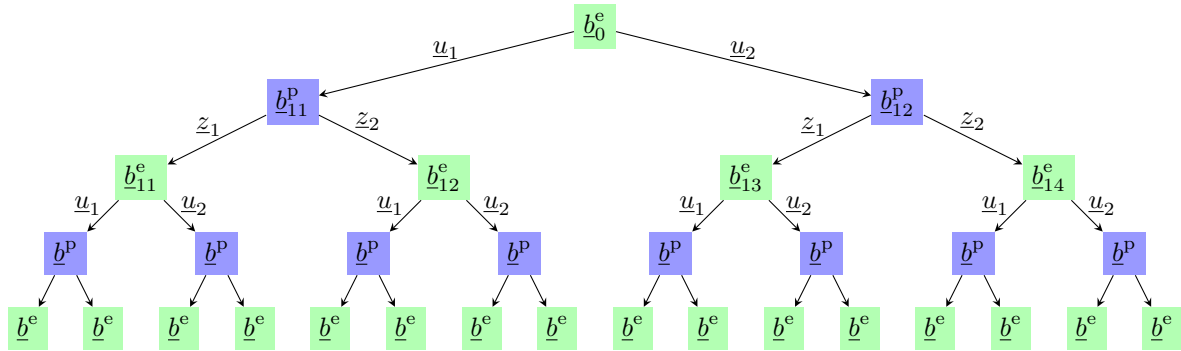 b̲₀ᵉ
u̲₁ u̲₂
b̲₁₁ᵖ b̲₁₂ᵖ
z̲₁ z̲₂ z̲₁ z̲₂
b̲₁₁ᵉ b̲₁₂ᵉ b̲₁₃ᵉ b̲₁₄ᵉ
u̲₁ u̲₂ u̲₁ u̲₂ u̲₁ u̲₂ u̲₁ u̲₂
b̲ᵖ b̲ᵖ b̲ᵖ b̲ᵖ b̲ᵖ b̲ᵖ b̲ᵖ b̲ᵖ
b̲ᵉ b̲ᵉ b̲ᵉ b̲ᵉ b̲ᵉ b̲ᵉ b̲ᵉ b̲ᵉ b̲ᵉ b̲ᵉ b̲ᵉ b̲ᵉ b̲ᵉ b̲ᵉ b̲ᵉ b̲ᵉ